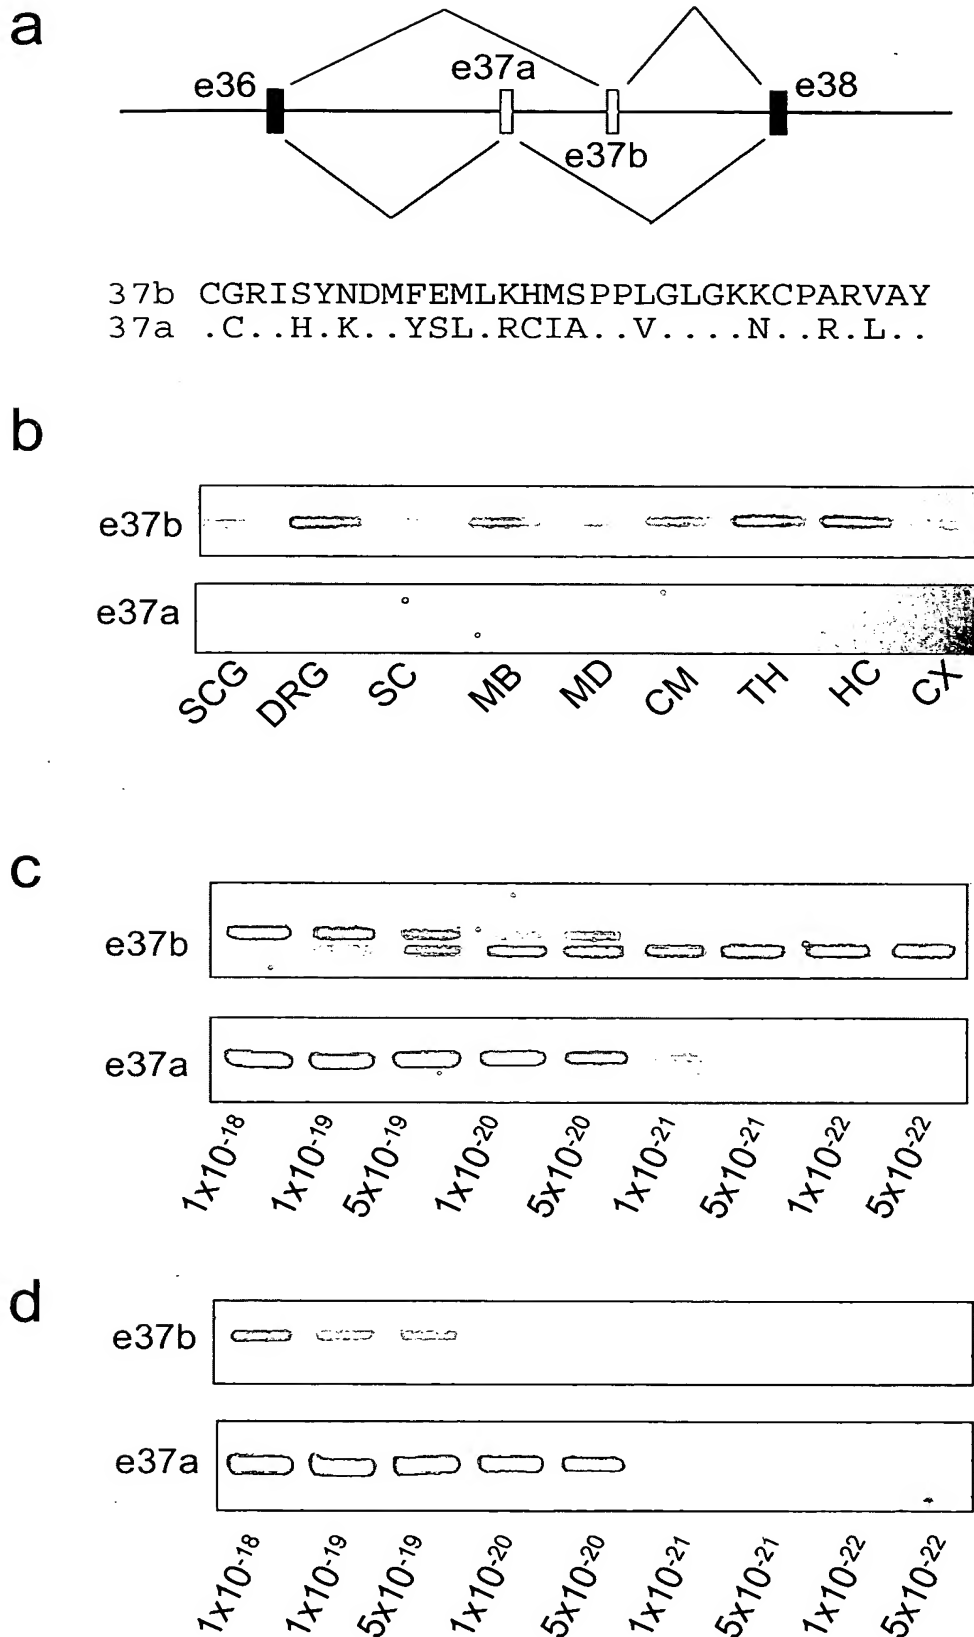 a
e36
e37a
e37b
e38
37b CGRISYNDMFEMLKHMSPPLGLGKKCPARVAY
37a .C..H.K..YSL.RCIA..V....N..R.L..
b
e37b
e37a
SCG DRG SC MB MD CM TH HC CX
c
e37b
e37a
1x10-18 1x10-19 5x10-19 1x10-20 5x10-20 1x10-21 5x10-21 1x10-22 5x10-22
d
e37b
e37a
1x10-18 1x10-19 5x10-19 1x10-20 5x10-20 1x10-21 5x10-21 1x10-22 5x10-22